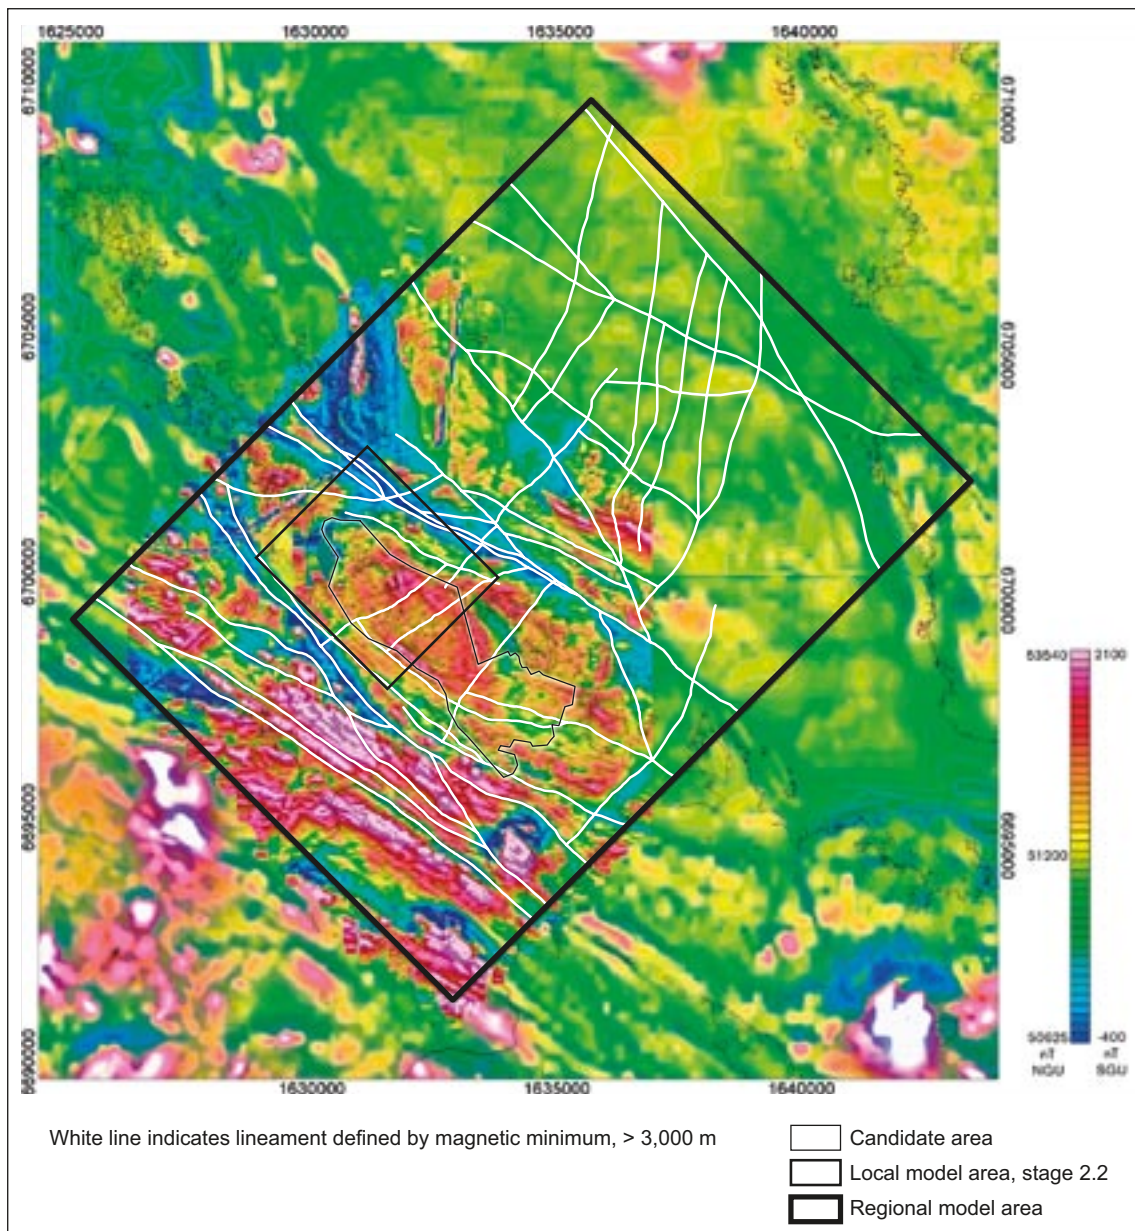 1625000 1630000 1635000 1640000
6710000
6710000
6705000
6705000
6700000
6700000
6695000
6695000
6690000
53540 2100
51200
50625 -400
nT nT
NGU SGU
1630000 1635000 1640000
White line indicates lineament defined by magnetic minimum, > 3,000 m
Candidate area
Local model area, stage 2.2
Regional model area